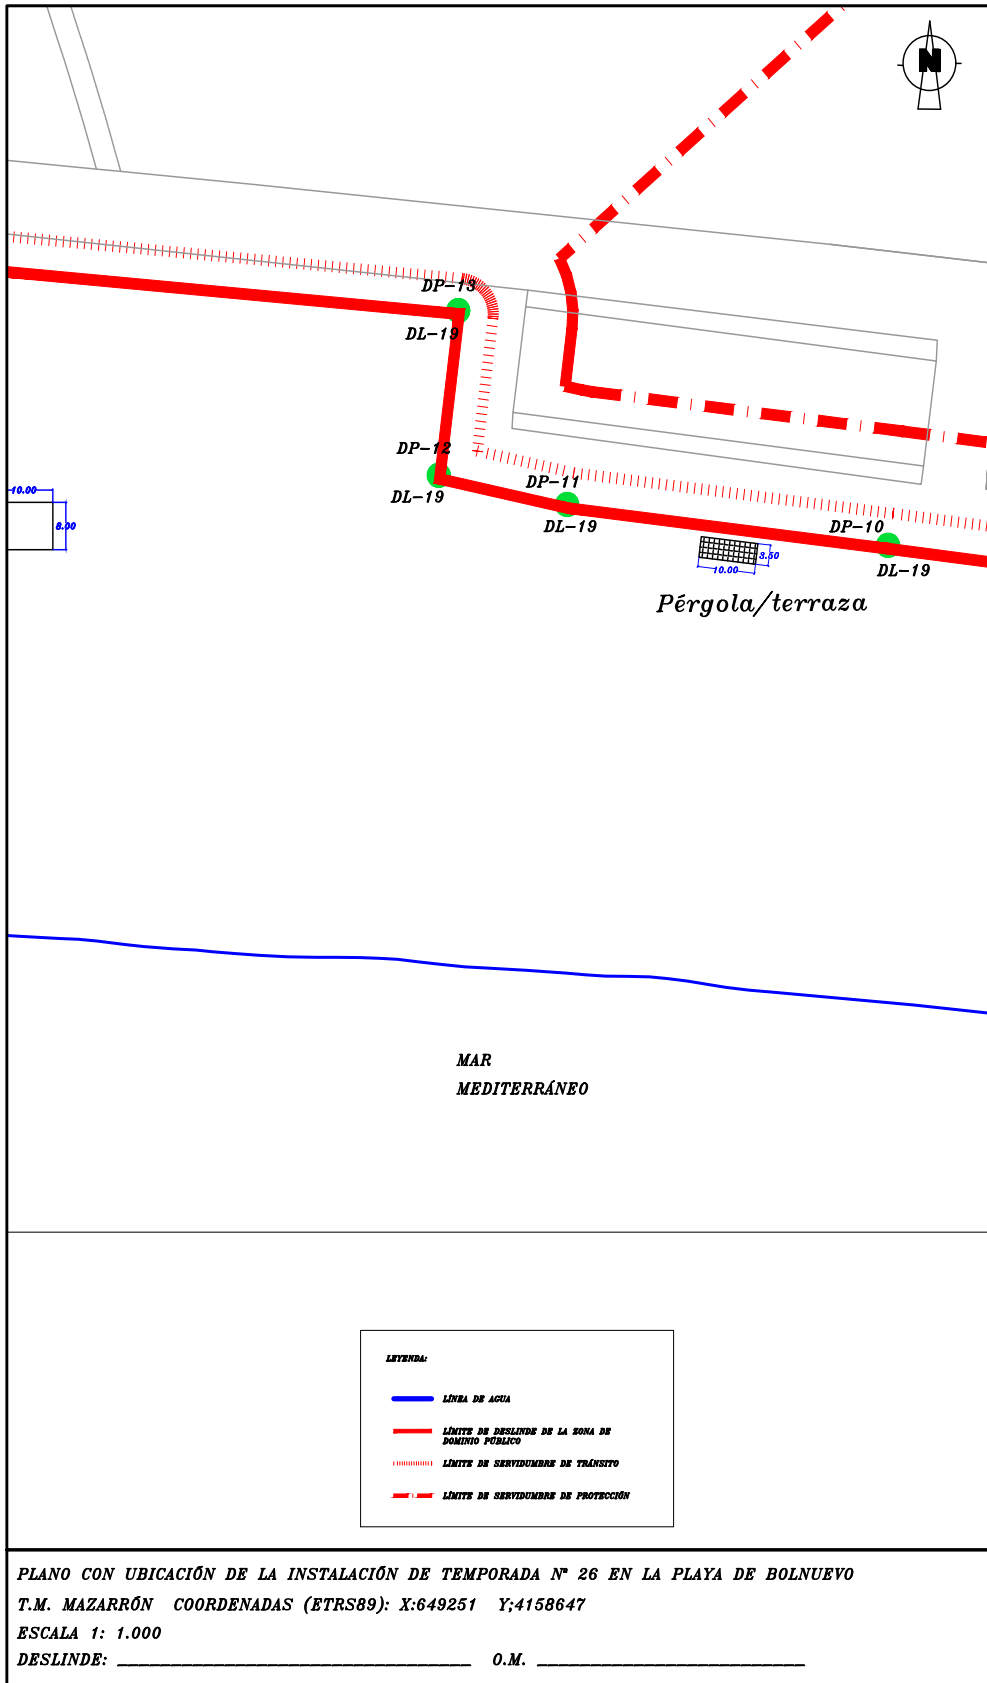 N
DP-13
DL-19
DP-12
DL-19
DP-11
DL-19
DP-10
DL-19
10.00
8.00
3.50
10.00
Pérgola/terraza
MAR
MEDITERRÁNEO
LEYENDA:
LÍNEA DE AGUA
LÍMITE DE DESLINDE DE LA ZONA DE
DOMINIO PÚBLICO
LÍMITE DE SERVIDUMBRE DE TRÁNSITO
LÍMITE DE SERVIDUMBRE DE PROTECCIÓN
PLANO CON UBICACIÓN DE LA INSTALACIÓN DE TEMPORADA Nº 26 EN LA PLAYA DE BOLNUEVO
T.M. MAZARRÓN COORDENADAS (ETRS89): X:649251 Y;4158647
ESCALA 1: 1.000
DESLINDE: ________________________________ O.M. ________________________